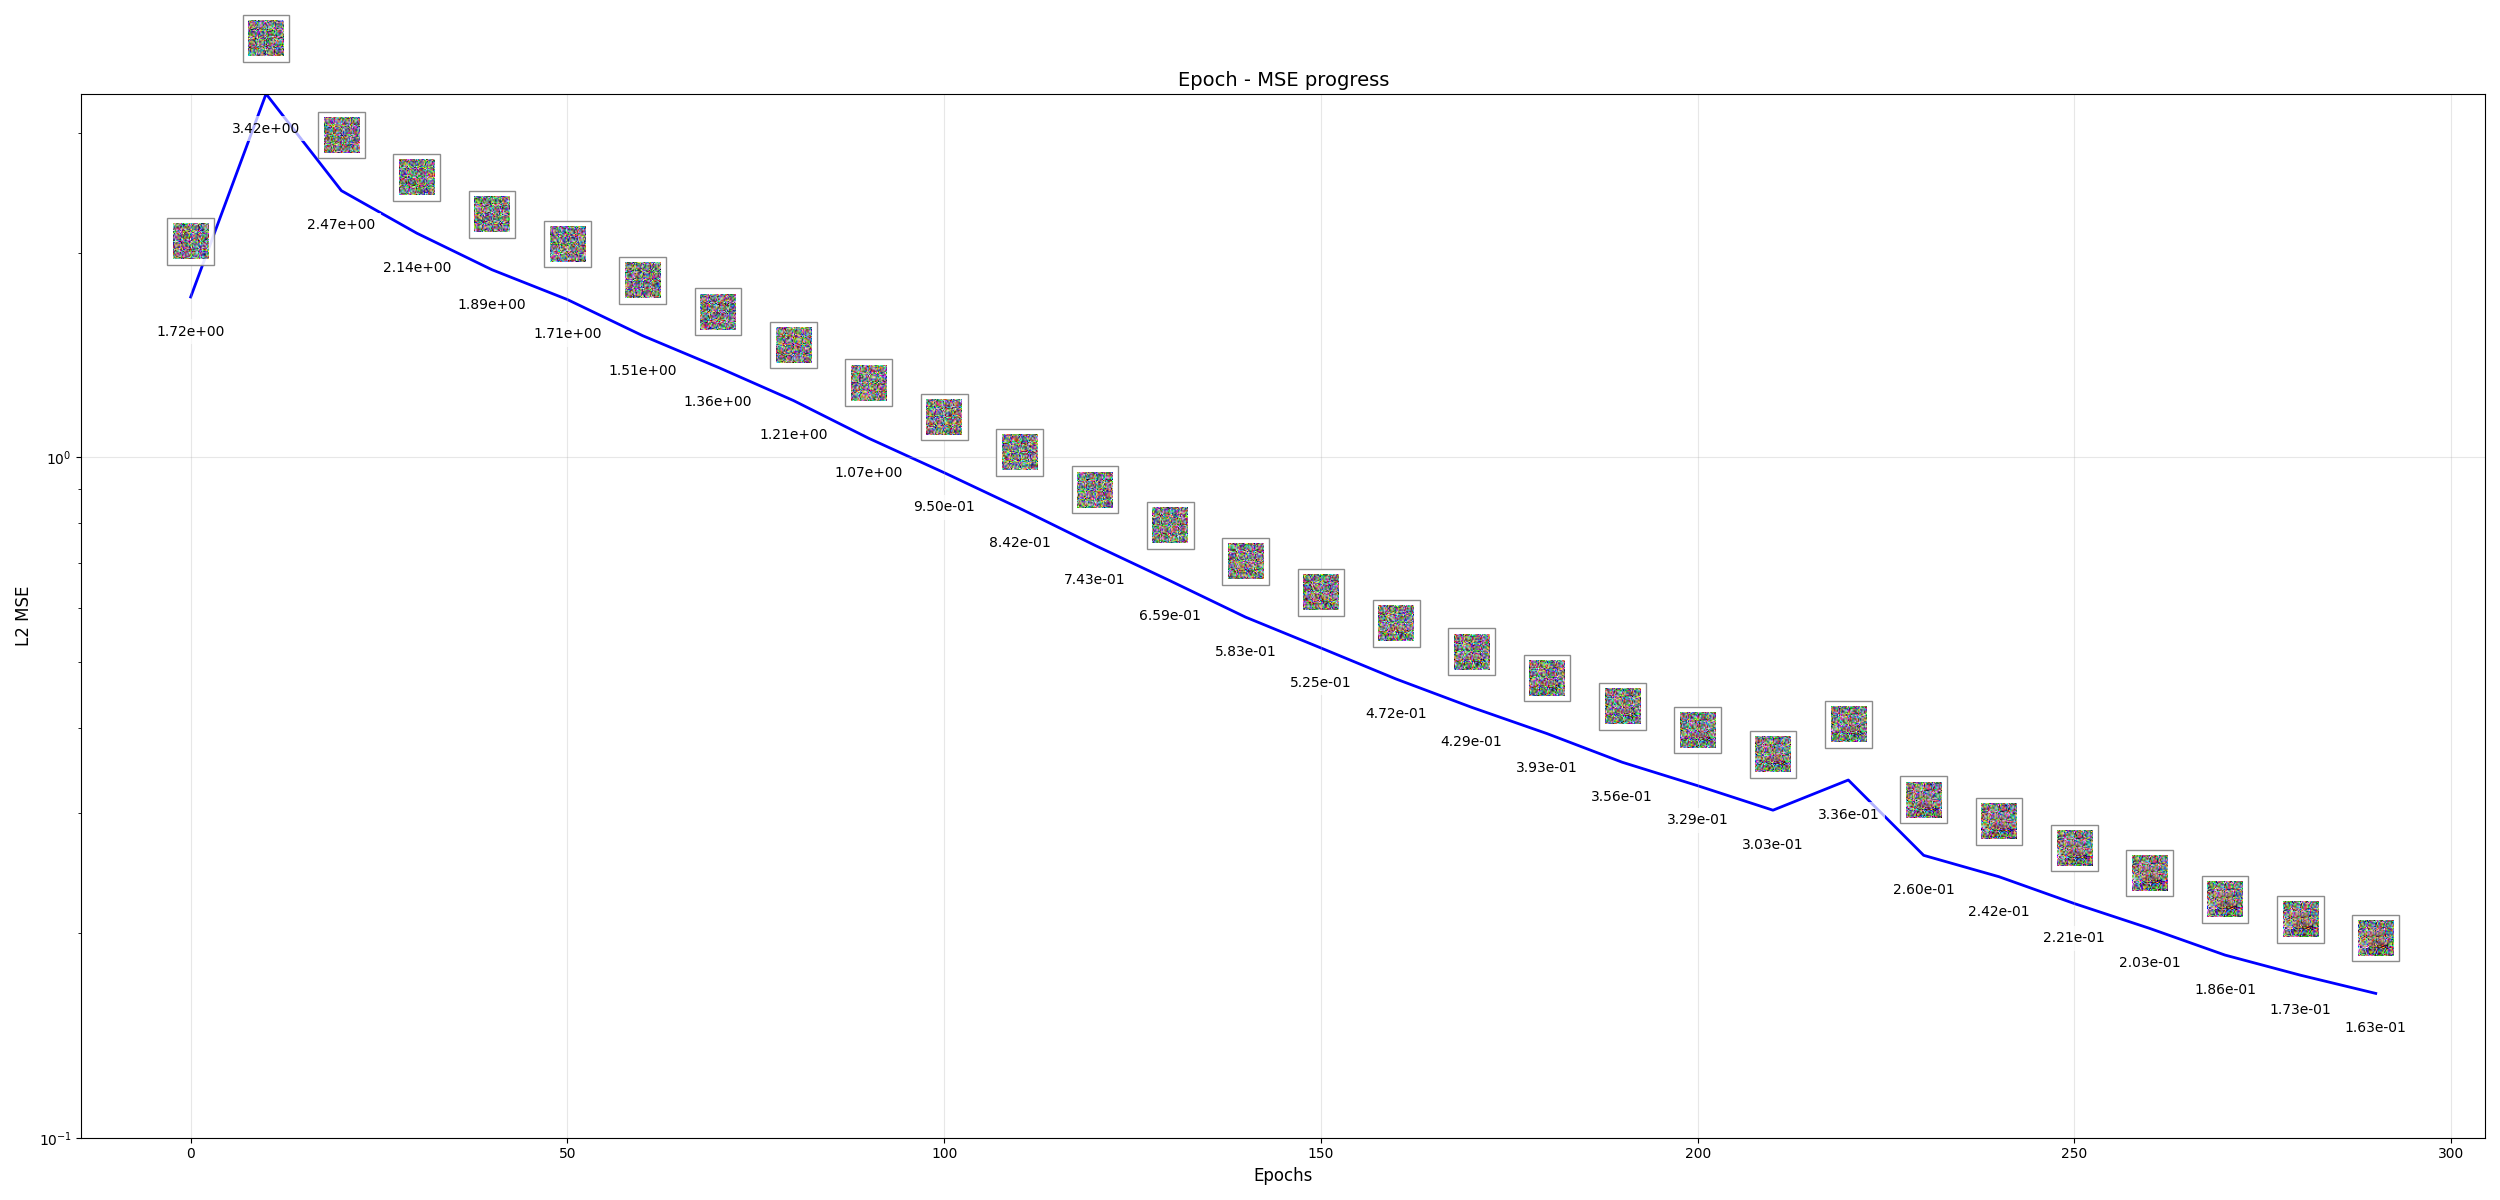 Epoch - MSE progress
3.42e+00
2.47e+00
2.14e+00
1.89e+00
1.72e+00
1.71e+00
1.51e+00
1.36e+00
1.21e+00
1.07e+00
9.50e-01
8.42e-01
7.43e-01
6.59e-01
5.83e-01
5.25e-01
4.72e-01
4.29e-01
3.93e-01
3.56e-01
3.29e-01
3.03e-01
3.36e-01
2.60e-01
2.42e-01
2.21e-01
2.03e-01
1.86e-01
1.73e-01
1.63e-01
10⁰
10⁻¹
L2 MSE
0 50 100 150 200 250 300
Epochs